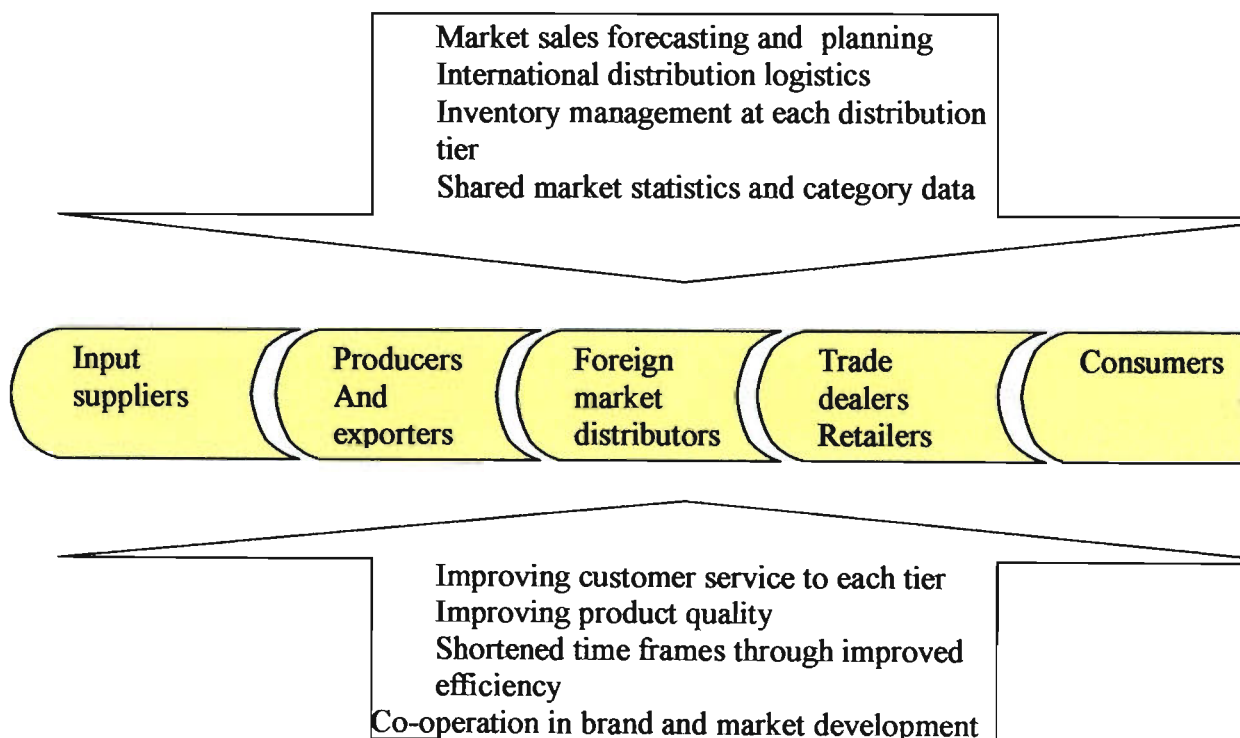 Market sales forecasting and planning
International distribution logistics
Inventory management at each distribution
tier
Shared market statistics and category data
Input
suppliers
Producers
And
exporters
Foreign
market
distributors
Trade
dealers
Retailers
Consumers
Improving customer service to each tier
Improving product quality
Shortened time frames through improved
efficiency
Co-operation in brand and market development